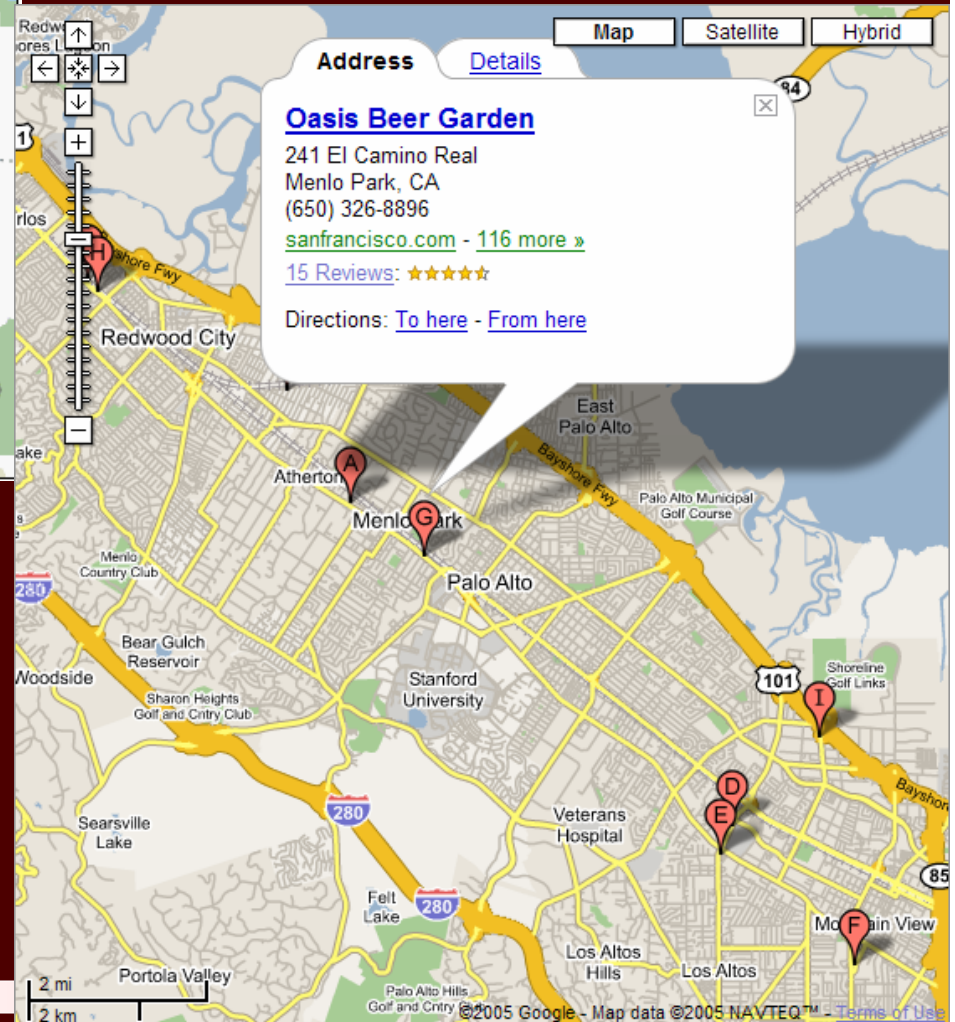 Map
Satellite
Hybrid
Address
Details
Oasis Beer Garden
241 El Camino Real
Menlo Park, CA
(650) 326-8896
sanfrancisco.com - 116 more »
15 Reviews:
Directions: To here - From here
84
H
Bayshore Fwy
Redwood City
East
Palo Alto
Bayshore Fwy
Atherton
A
Palo Alto Municipal
Golf Course
Menlo Park
G
Menlo
Country Club
280
Palo Alto
Bear Gulch
Reservoir
Woodside
Stanford
University
101
Shoreline
Golf Links
Sharon Heights
Golf and Cntry Club
I
280
D
E
Bayshore
Searsville
Lake
Veterans
Hospital
85
Felt
Lake
280
F
Mountain View
Los Altos
Hills
Los Altos
Portola Valley
Palo Alto Hills
Golf and Cntry
2 mi
2 km
©2005 Google - Map data ©2005 NAVTEQ™ - Terms of Use